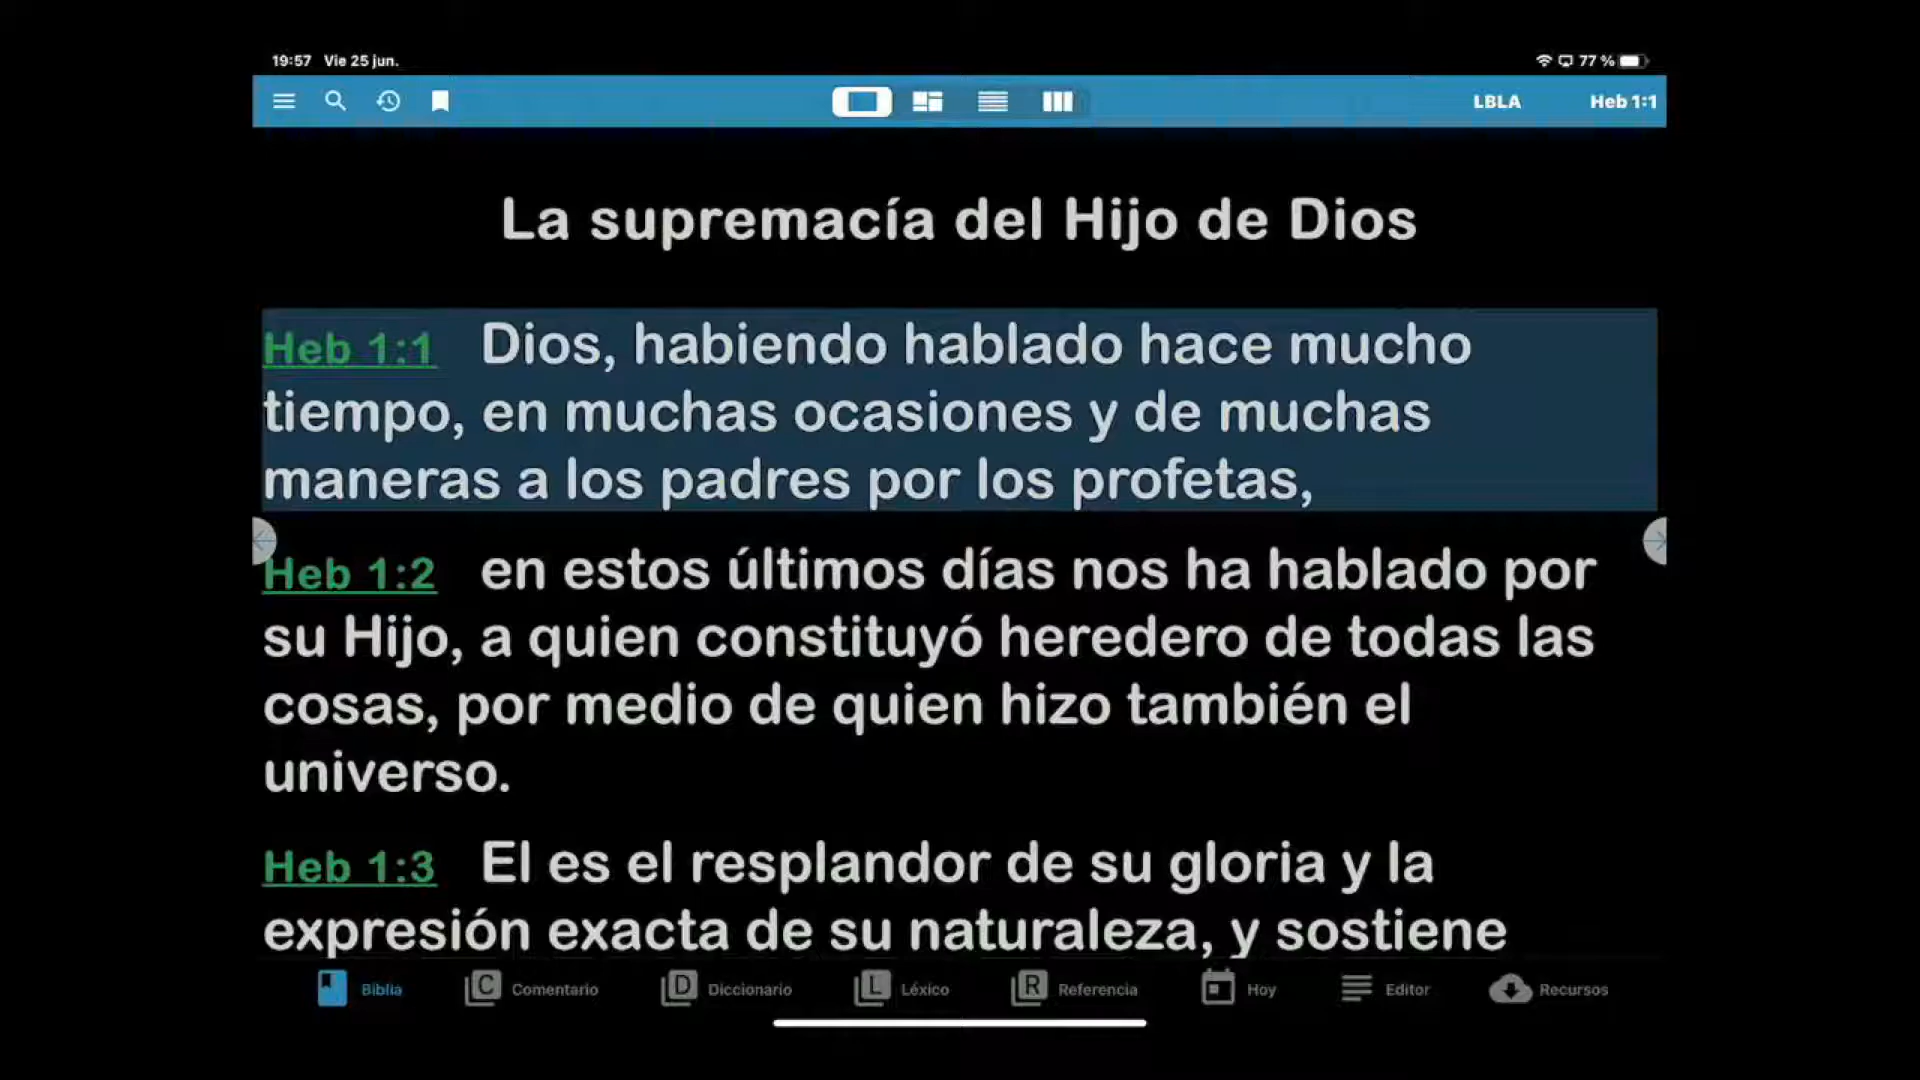 19:57 Vie 25 jun.
77 %
LBLA Heb 1:1
La supremacía del Hijo de Dios
Heb 1:1 Dios, habiendo hablado hace mucho
tiempo, en muchas ocasiones y de muchas
maneras a los padres por los profetas,
Heb 1:2 en estos últimos días nos ha hablado por
su Hijo, a quien constituyó heredero de todas las
cosas, por medio de quien hizo también el
universo.
Heb 1:3 El es el resplandor de su gloria y la
expresión exacta de su naturaleza, y sostiene
Biblia C Comentario D Diccionario L Léxico R Referencia Hoy Editor Recursos